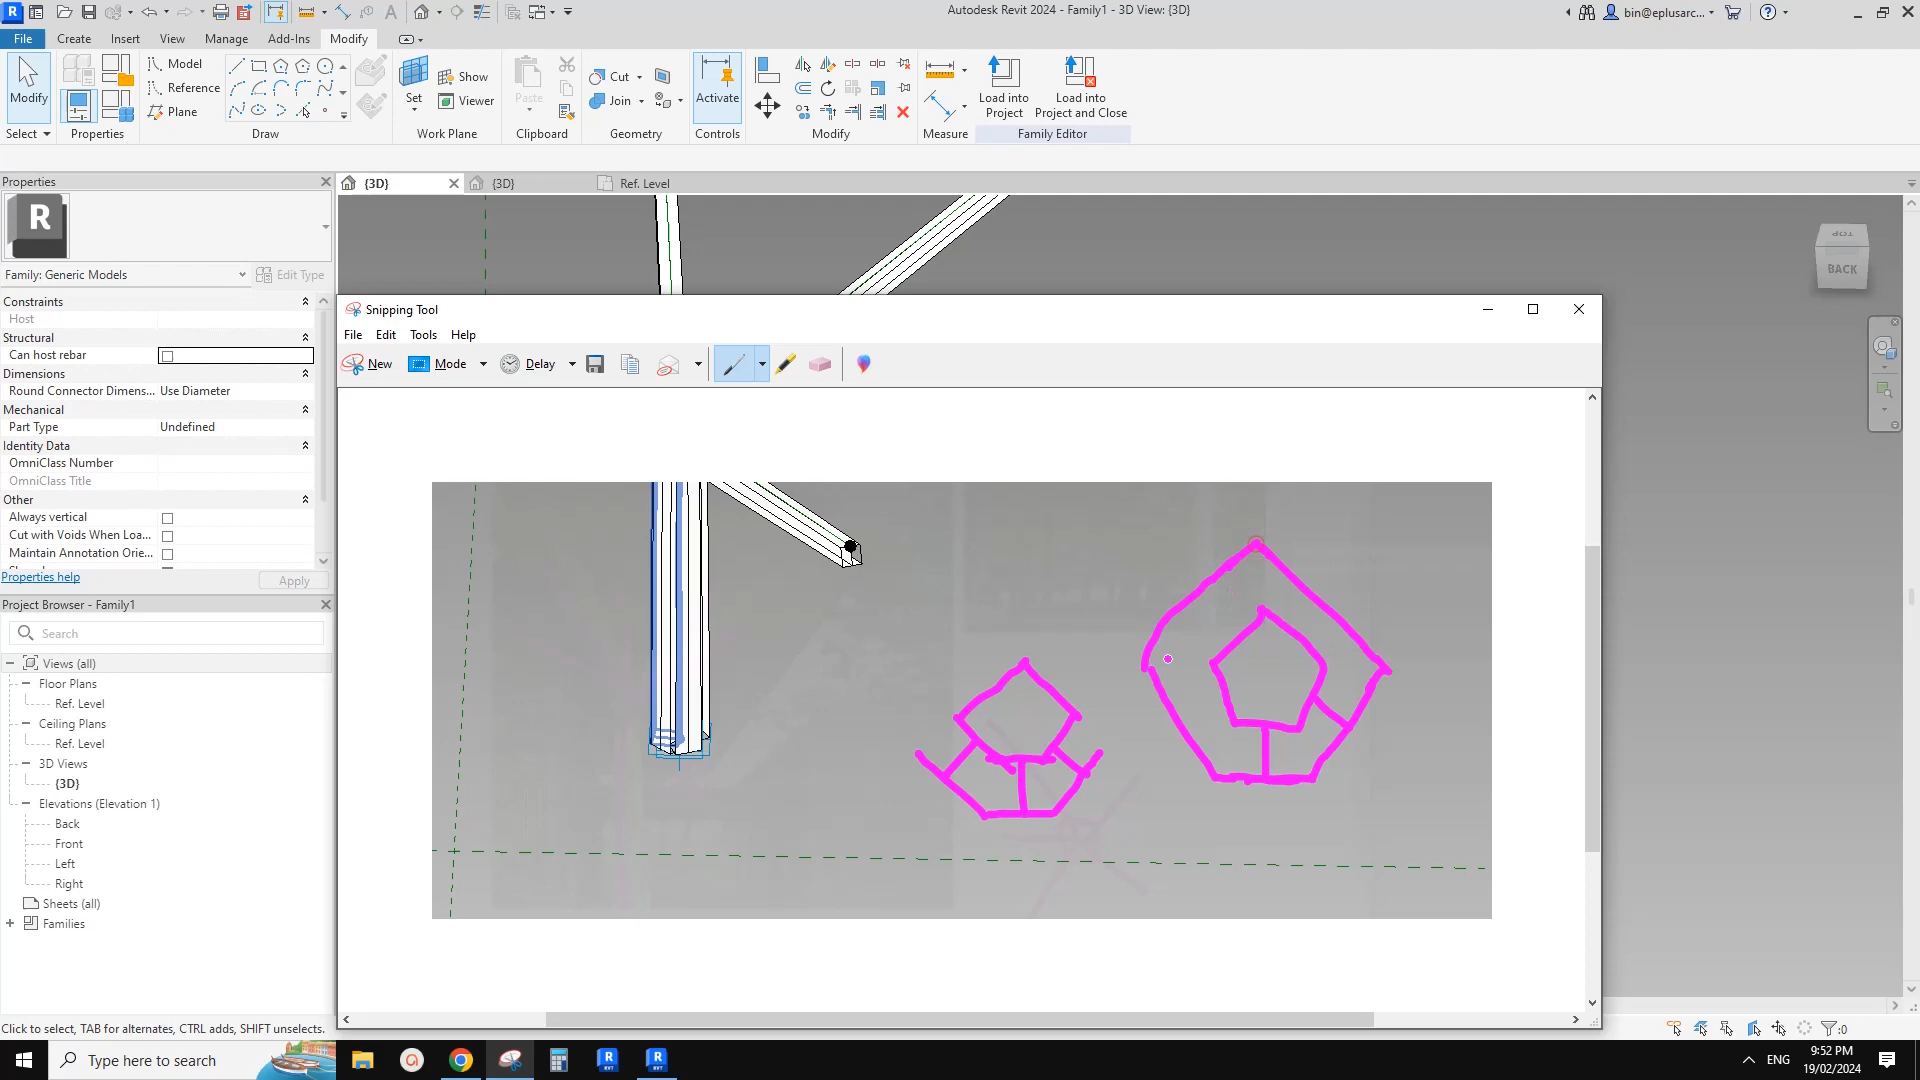 Autodesk Revit 2024 - Family1 - 3D View: {3D}
bin@eplusarc...
File
Create
Insert
View
Manage
Add-Ins
Modify
Modify
Select
Properties
Model
Reference
Plane
Draw
Set
Show
Viewer
Work Plane
Paste
Clipboard
Cut
Join
Geometry
Activate
Controls
Modify
Measure
Load into
Project
Load into
Project and Close
Family Editor
Properties
{3D}
{3D}
Ref. Level
R
TOP
BACK
Family: Generic Models
Edit Type
Constraints
Host
Structural
Can host rebar
Dimensions
Round Connector Dimens... Use Diameter
Mechanical
Part Type Undefined
Identity Data
OmniClass Number
OmniClass Title
Other
Always vertical
Cut with Voids When Loa...
Maintain Annotation Orie...
Properties help
Apply
Project Browser - Family1
Search
Views (all)
Floor Plans
Ref. Level
Ceiling Plans
Ref. Level
3D Views
{3D}
Elevations (Elevation 1)
Back
Front
Left
Right
Sheets (all)
Families
Snipping Tool
File Edit Tools Help
New Mode Delay
Click to select, TAB for alternates, CTRL adds, SHIFT unselects.
:0
Type here to search
ENG
9:52 PM
19/02/2024